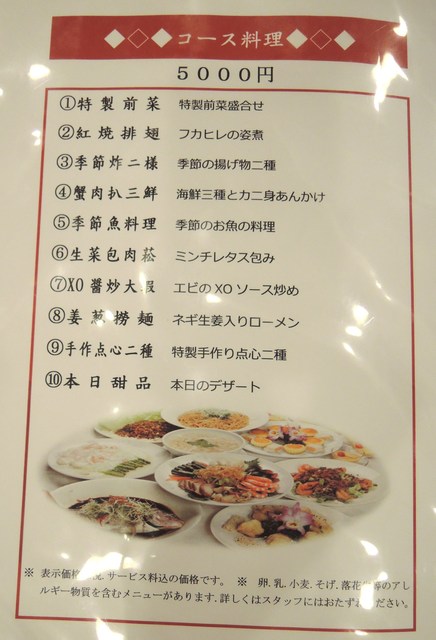 ◆◇◆コース料理◆◇◆
5000円
①特製前菜 特製前菜盛合せ
②紅焼排翅 フカヒレの姿煮
③季節炸二様 季節の揚げ物二種
④蟹肉扒三鮮 海鮮三種とカニ身あんかけ
⑤季節魚料理 季節のお魚の料理
⑥生菜包肉菘 ミンチレタス包み
⑦XO醬炒大蝦 エビのXOソース炒め
⑧姜葱撈麵 ネギ生姜入りローメン
⑨手作点心二種 特製手作り点心二種
⑩本日甜品 本日のデザート
※ 表示価格 税.サービス料込の価格です。 ※ 卵.乳.小麦.そば.落花 等のアレ
ルギー物質を含むメニューがあります.詳しくはスタッフにはおたずね ださい。